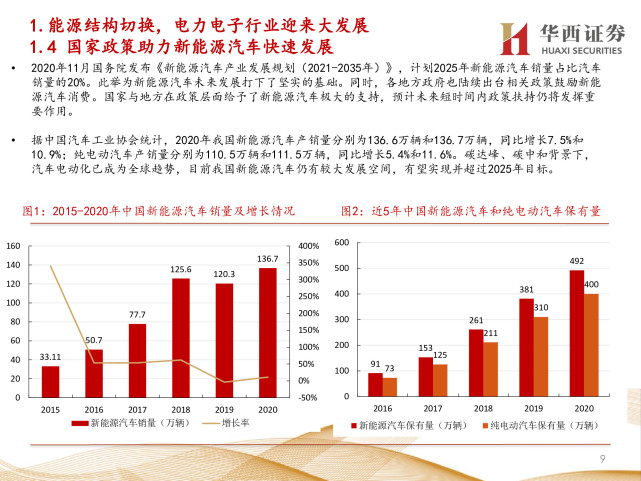 1.能源结构切换，电力电子行业迎来大发展
1.4 国家政策助力新能源汽车快速发展
华西证券
HUAXI SECURITIES
• 2020年11月国务院发布《新能源汽车产业发展规划（2021-2035年）》，计划2025年新能源汽车销量占比汽车
销量的20%。此举为新能源汽车未来发展打下了坚实的基础。同时，各地方政府也陆续出台相关政策鼓励新能
源汽车消费。国家与地方在政策层面给予了新能源汽车极大的支持，预计未来短时间内政策扶持仍将发挥重
要作用。
• 据中国汽车工业协会统计，2020年我国新能源汽车产销量分别为136.6万辆和136.7万辆，同比增长7.5%和
10.9%；纯电动汽车产销量分别为110.5万辆和111.5万辆，同比增长5.4%和11.6%。碳达峰、碳中和背景下，
汽车电动化已成为全球趋势，目前我国新能源汽车仍有较大发展空间，有望实现并超过2025年目标。
图1：2015-2020年中国新能源汽车销量及增长情况
160
140
120
100
80
60
40
20
0
33.11
50.7
77.7
125.6
120.3
136.7
400%
350%
300%
250%
200%
150%
100%
50%
0%
-50%
2015 2016 2017 2018 2019 2020
新能源汽车销量（万辆） 增长率
图2：近5年中国新能源汽车和纯电动汽车保有量
600
500
400
300
200
100
0
91 73
153 125
261 211
381 310
492 400
2016 2017 2018 2019 2020
新能源汽车保有量（万辆） 纯电动汽车保有量（万辆）
9